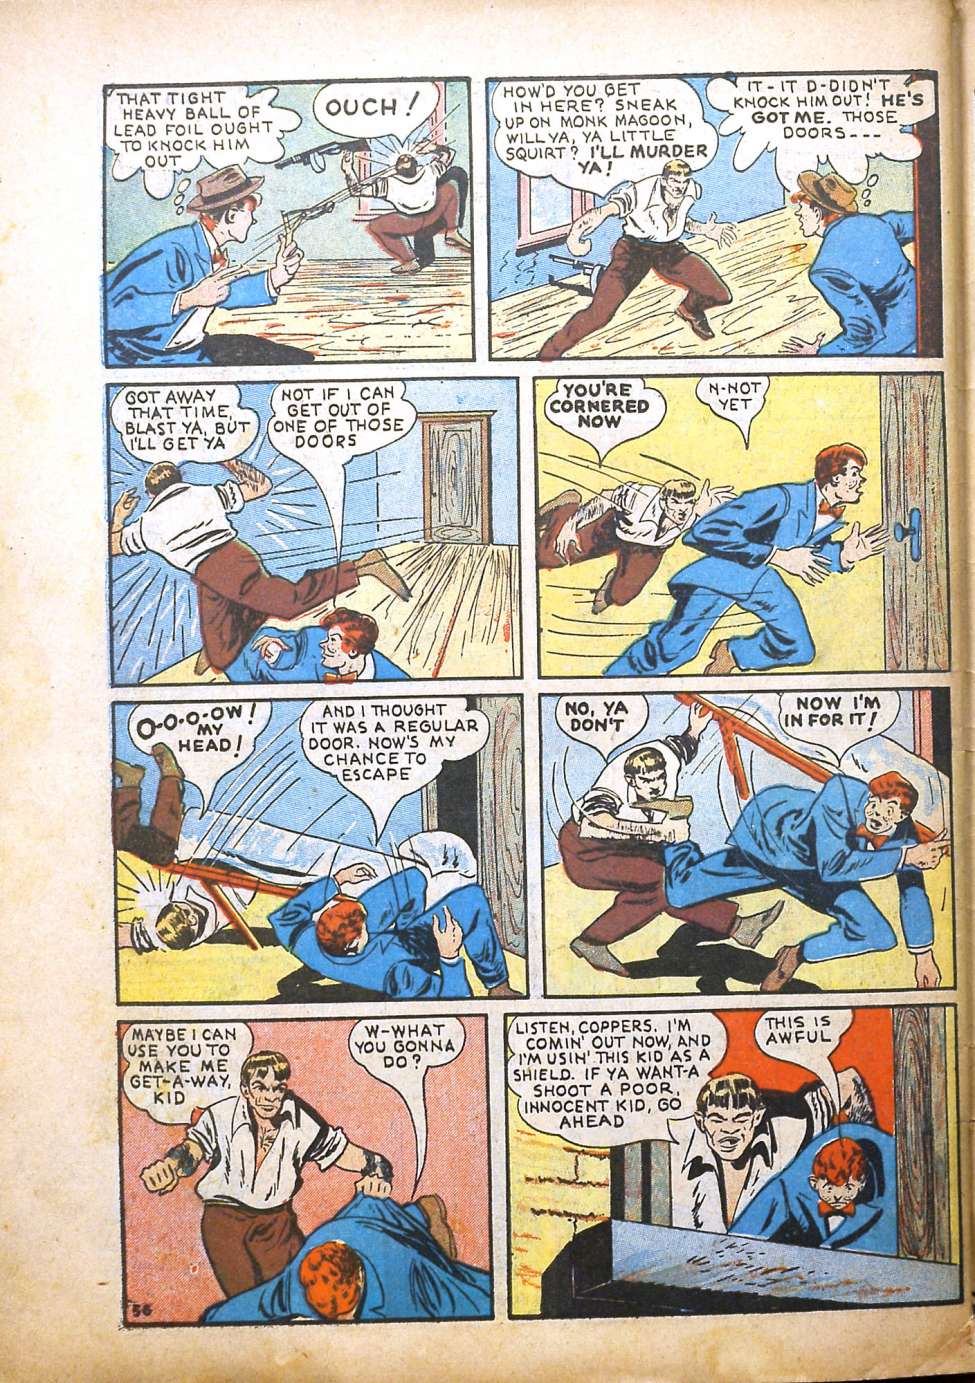 THAT TIGHT
HEAVY BALL OF
LEAD FOIL OUGHT
TO KNOCK HIM
OUT
OUCH!
HOW'D YOU GET
IN HERE? SNEAK
UP ON MONK MAGOON,
WILL YA, YA LITTLE
SQUIRT? I'LL MURDER
YA!
IT-IT D-DIDN'T
KNOCK HIM OUT! HE'S
GOT ME. THOSE
DOORS---
GOT AWAY
THAT TIME,
BLAST YA, BUT
I'LL GET YA
NOT IF I CAN
GET OUT OF
ONE OF THOSE
DOORS
YOU'RE
CORNERED
NOW
N-NOT
YET
O-O-O-OW!
MY
HEAD!
AND I THOUGHT
IT WAS A REGULAR
DOOR. NOW'S MY
CHANCE TO
ESCAPE
NO, YA
DON'T
NOW I'M
IN FOR IT!
MAYBE I CAN
USE YOU TO
MAKE ME
GET-A-WAY,
KID
W-WHAT
YOU GONNA
DO?
LISTEN, COPPERS, I'M
COMIN' OUT NOW, AND
I'M USIN' THIS KID AS A
SHIELD. IF YA WANT-A
SHOOT A POOR,
INNOCENT KID, GO
AHEAD
THIS IS
AWFUL
56